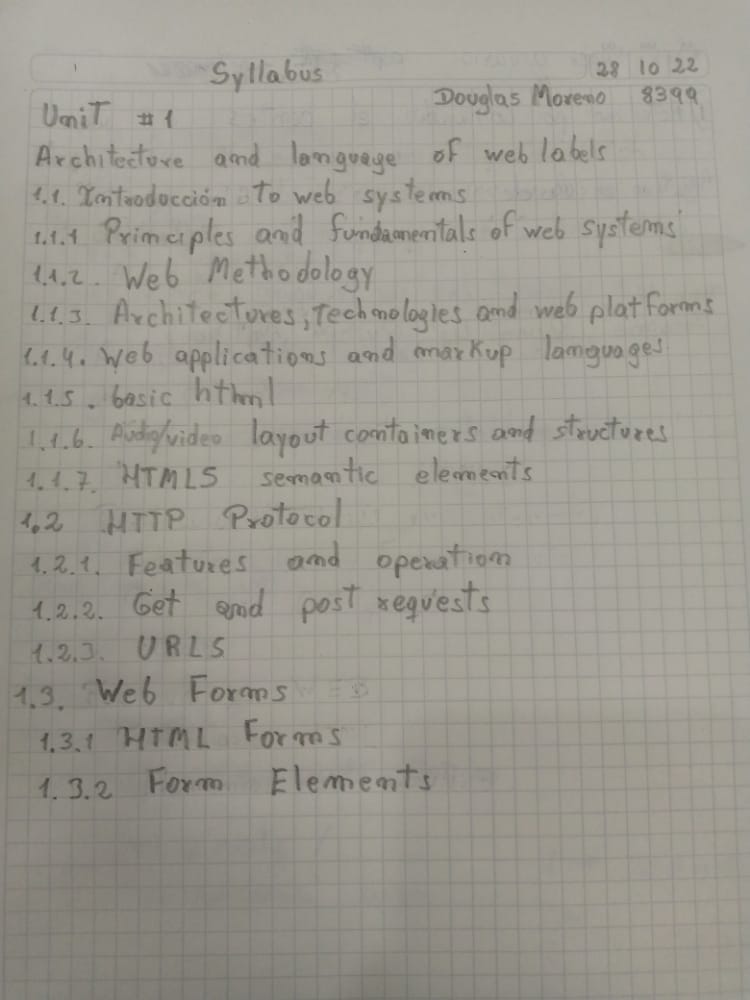 Syllabus 28 10 22
Douglas Moreno 8399
Unit #1
Architecture and language of web labels
1.1. Introducción to web systems
1.1.1 Principles and fundamentals of web systems
1.1.2. Web Methodology
1.1.3. Architectures, Technologies and web platforms
1.1.4. Web applications and markup languages
1.1.5. basic html
1.1.6. Audio/video layout containers and structures
1.1.7. HTML5 semantic elements
1.2 HTTP Protocol
1.2.1. Features and operation
1.2.2. Get and post requests
1.2.3. URLS
1.3. Web Forms
1.3.1 HTML Forms
1.3.2 Form Elements